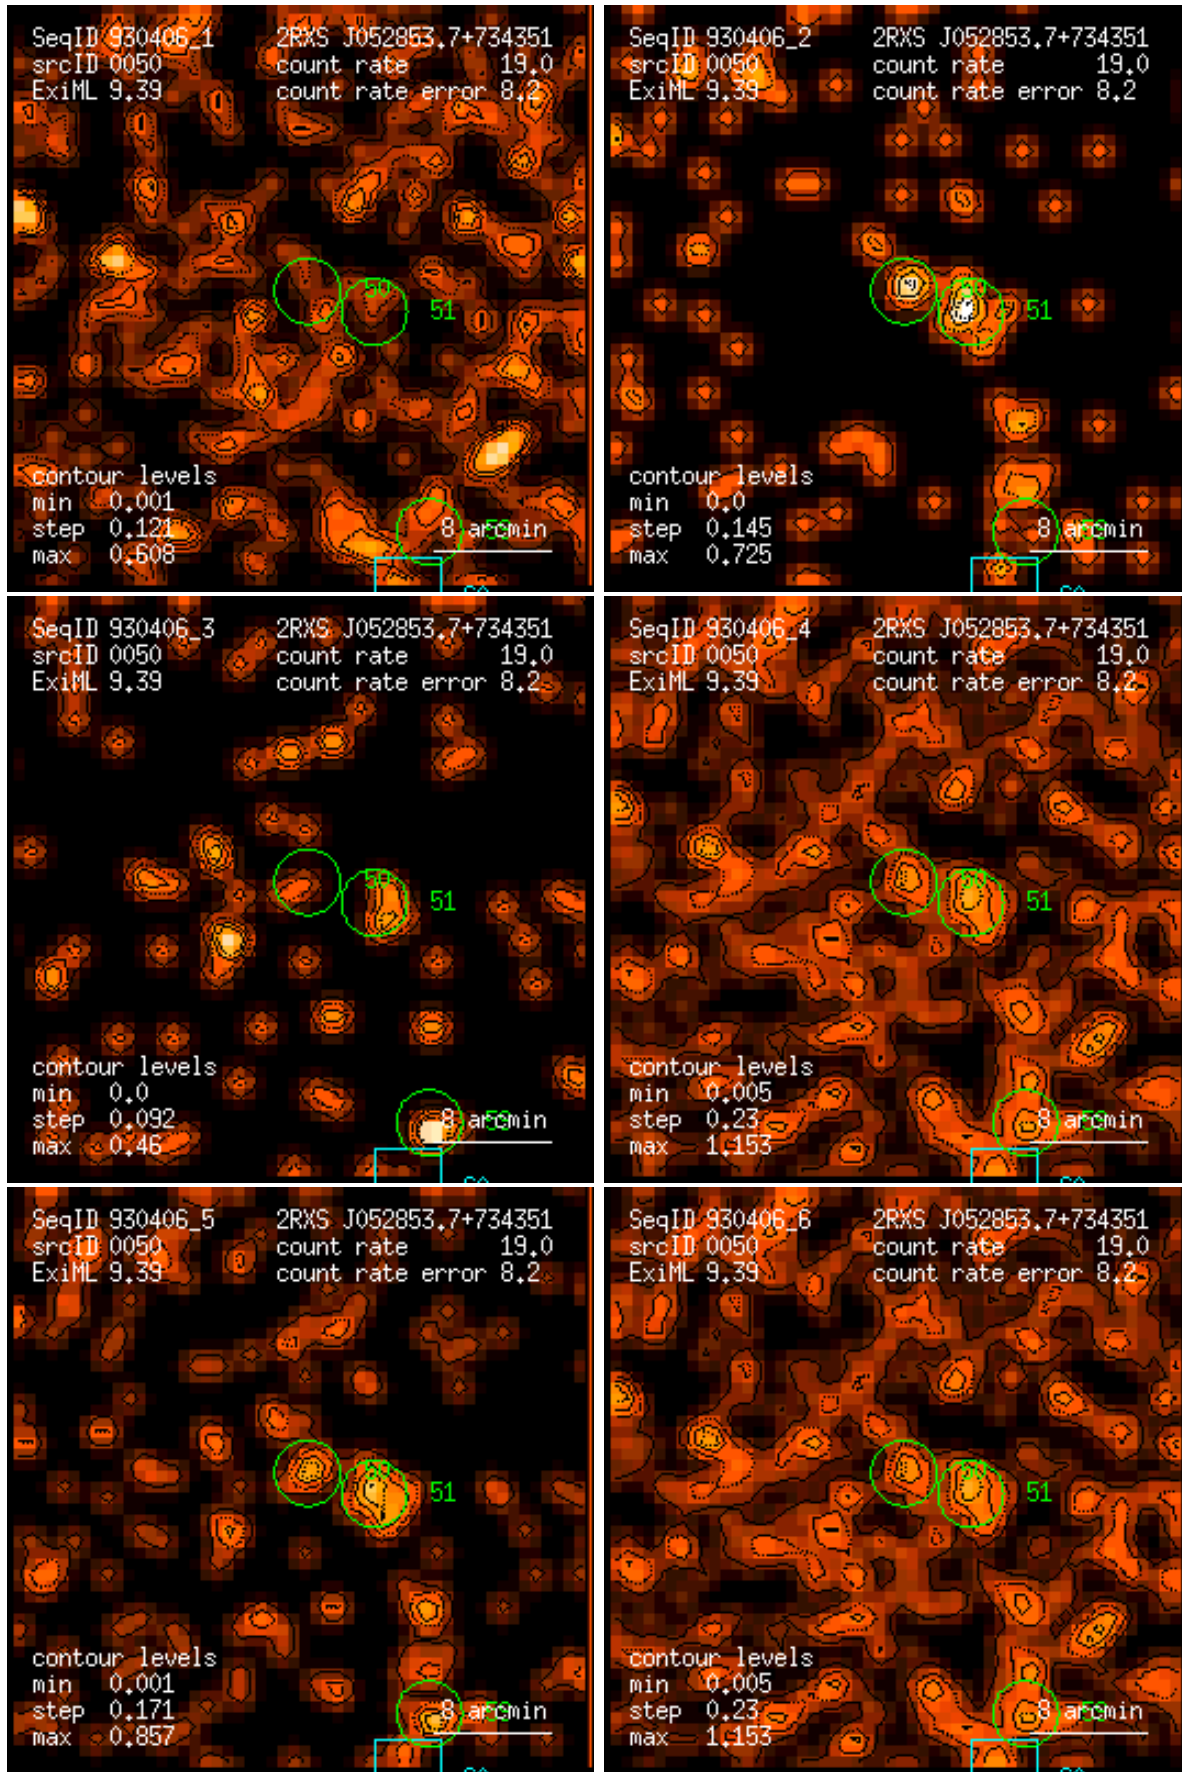 SeqID 930406_1 2RXS J052853.7+734351
srcID 0050 count rate 19.0
ExiML 9.39 count rate error 8.2
50
51
contour levels
min 0.001
step 0.121
max 0.608
8 arcmin
SeqID 930406_2 2RXS J052853.7+734351
srcID 0050 count rate 19.0
ExiML 9.39 count rate error 8.2
51
contour levels
min 0.0
step 0.145
max 0.725
8 arcmin
SeqID 930406_3 2RXS J052853.7+734351
srcID 0050 count rate 19.0
ExiML 9.39 count rate error 8.2
50
51
contour levels
min 0.0
step 0.092
max 0.46
8 arcmin
SeqID 930406_4 2RXS J052853.7+734351
srcID 0050 count rate 19.0
ExiML 9.39 count rate error 8.2
50
51
contour levels
min 0.005
step 0.23
max 1.153
8 arcmin
SeqID 930406_5 2RXS J052853.7+734351
srcID 0050 count rate 19.0
ExiML 9.39 count rate error 8.2
51
contour levels
min 0.001
step 0.171
max 0.857
8 arcmin
SeqID 930406_6 2RXS J052853.7+734351
srcID 0050 count rate 19.0
ExiML 9.39 count rate error 8.2
50
51
contour levels
min 0.005
step 0.23
max 1.153
8 arcmin